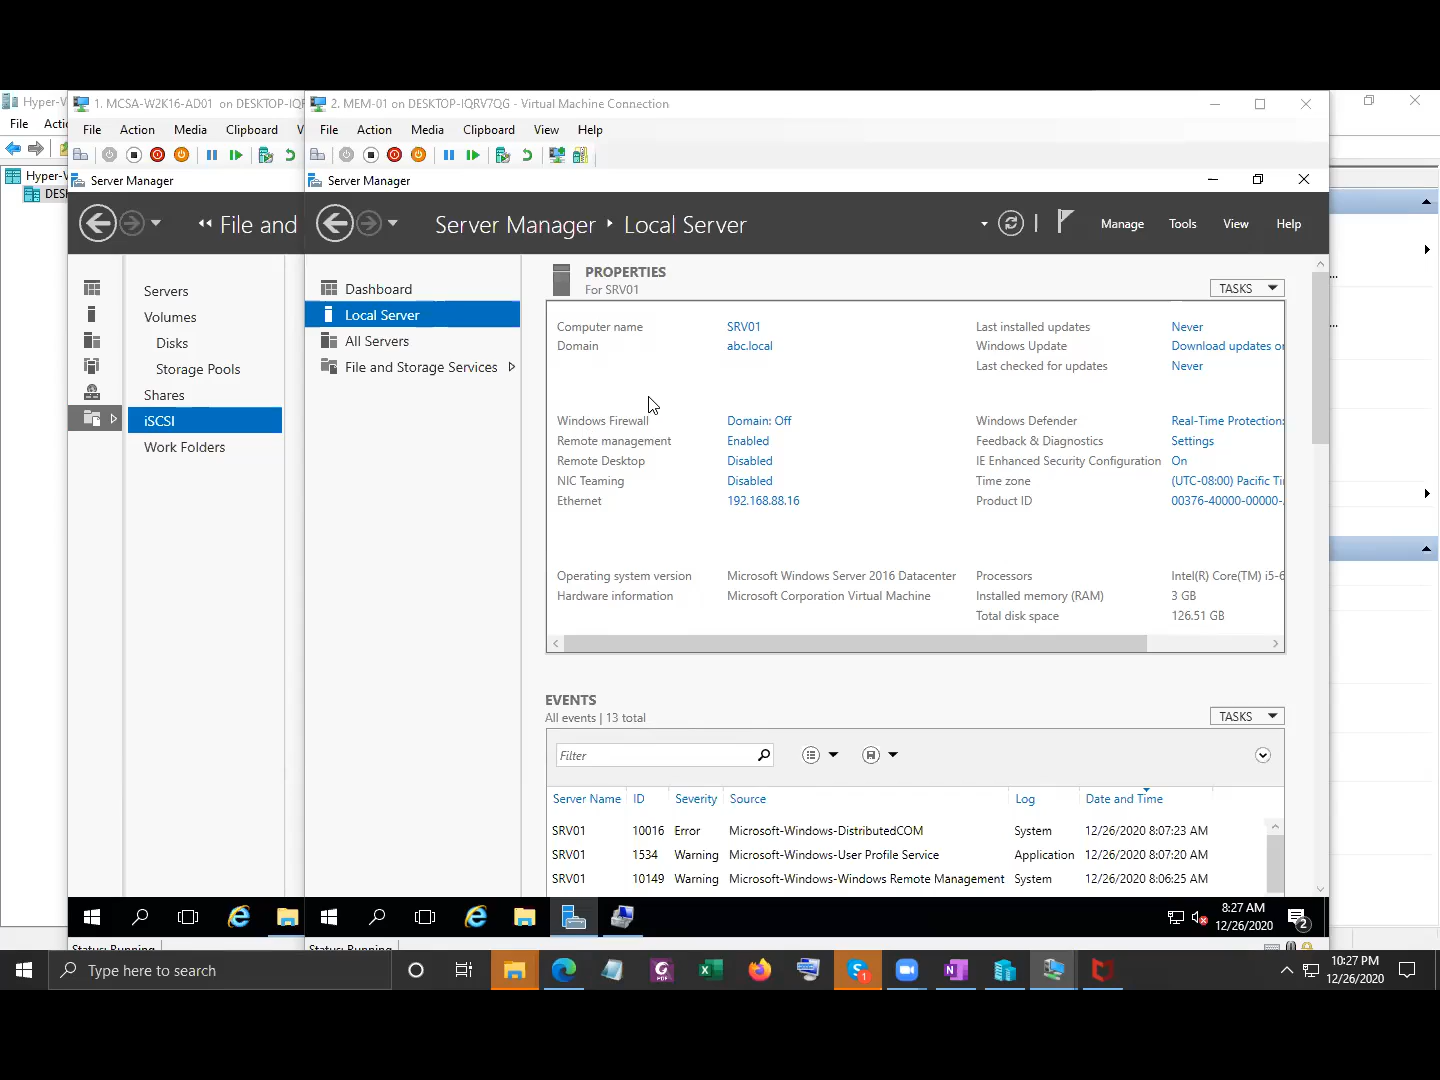 Hyper-V
File
Acti
Hyper-V
DES
1. MCSA-W2K16-AD01 on DESKTOP-IQR
File Action Media Clipboard V
Server Manager
File and
Servers
Volumes
Disks
Storage Pools
Shares
iSCSI
Work Folders
Status: Running
2. MEM-01 on DESKTOP-IQRV7QG - Virtual Machine Connection
File Action Media Clipboard View Help
Server Manager
Server Manager Local Server
Manage Tools View Help
Dashboard
Local Server
All Servers
File and Storage Services
PROPERTIES
For SRV01
TASKS
Computer name SRV01 Last installed updates Never
Domain abc.local Windows Update Download updates or
Last checked for updates Never
Windows Firewall Domain: Off Windows Defender Real-Time Protection:
Remote management Enabled Feedback & Diagnostics Settings
Remote Desktop Disabled IE Enhanced Security Configuration On
NIC Teaming Disabled Time zone (UTC-08:00) Pacific Ti
Ethernet 192.168.88.16 Product ID 00376-40000-00000-
Operating system version Microsoft Windows Server 2016 Datacenter Processors Intel(R) Core(TM) i5-6
Hardware information Microsoft Corporation Virtual Machine Installed memory (RAM) 3 GB
Total disk space 126.51 GB
EVENTS
All events | 13 total
TASKS
Filter
Server Name ID Severity Source Log Date and Time
SRV01 10016 Error Microsoft-Windows-DistributedCOM System 12/26/2020 8:07:23 AM
SRV01 1534 Warning Microsoft-Windows-User Profile Service Application 12/26/2020 8:07:20 AM
SRV01 10149 Warning Microsoft-Windows-Windows Remote Management System 12/26/2020 8:06:25 AM
8:27 AM
12/26/2020
2
Status: Running
Type here to search
1
10:27 PM
12/26/2020